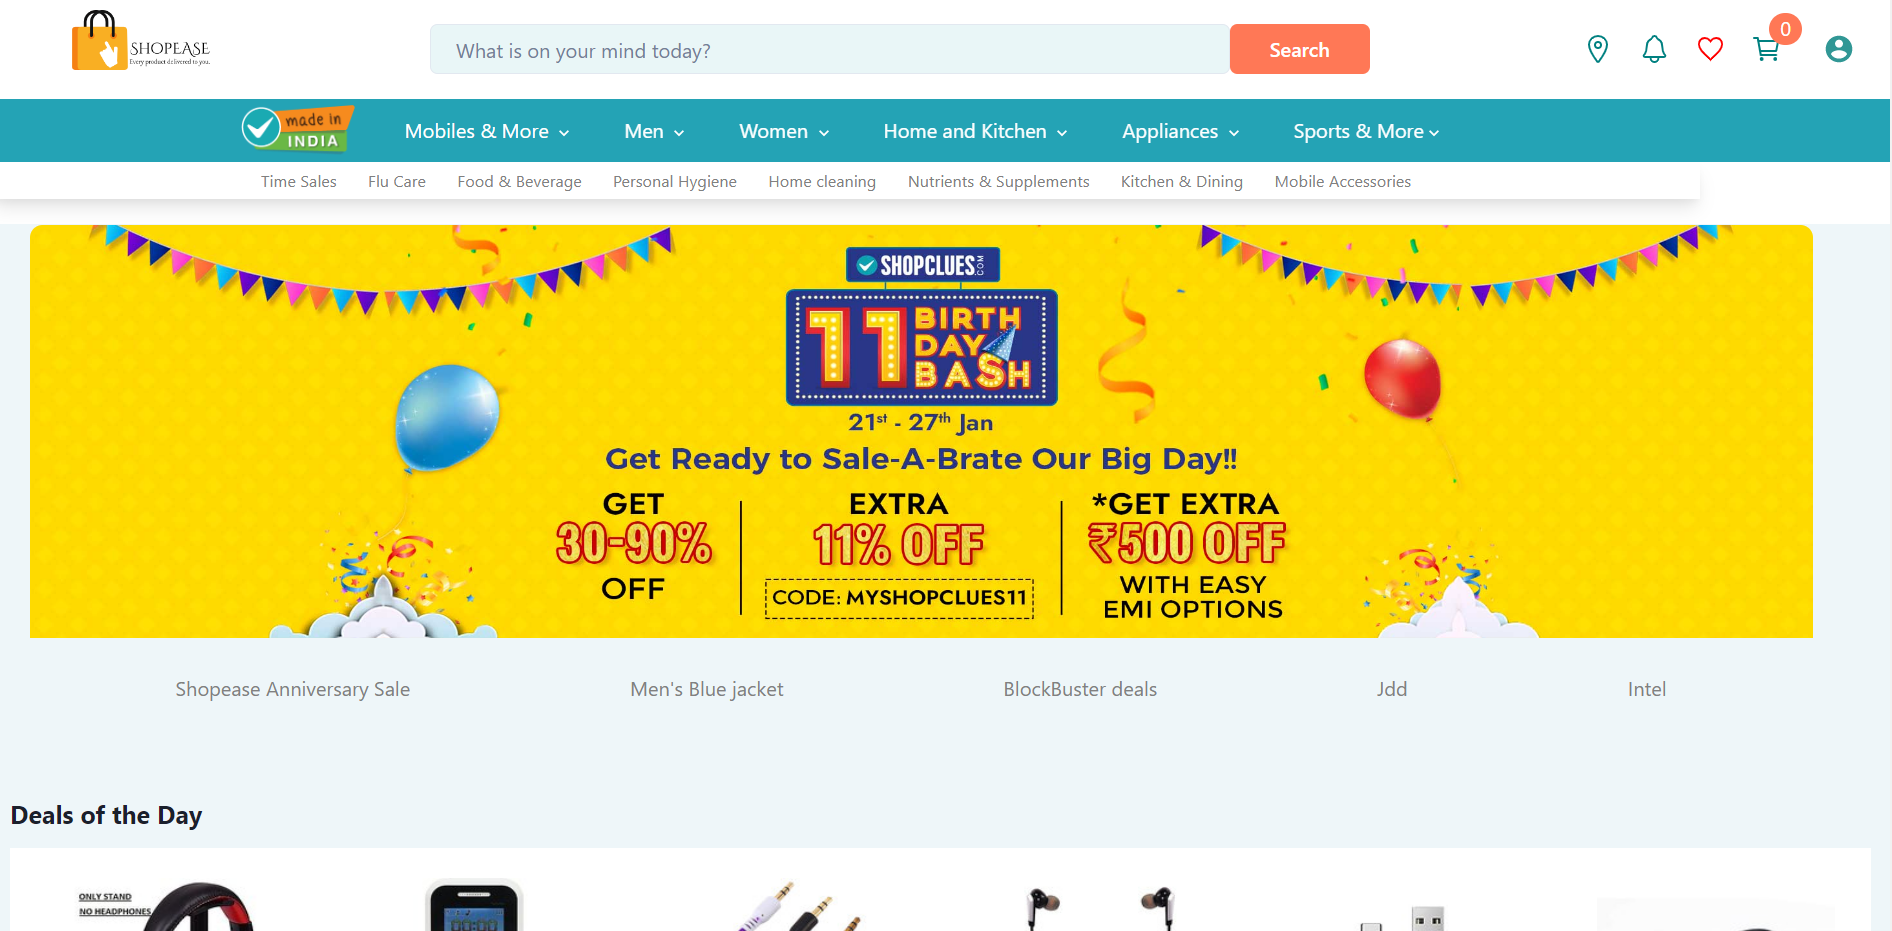 SHOPEASE
Every product delivered to you.
What is on your mind today?
Search
0
made in
INDIA
Mobiles & More
Men
Women
Home and Kitchen
Appliances
Sports & More
Time Sales
Flu Care
Food & Beverage
Personal Hygiene
Home cleaning
Nutrients & Supplements
Kitchen & Dining
Mobile Accessories
SHOPCLUES.COM
11 BIRTH
DAY
BASH
21st - 27th Jan
Get Ready to Sale-A-Brate Our Big Day!!
GET
30-90%
OFF
EXTRA
11% OFF
CODE: MYSHOPCLUES11
*GET EXTRA
₹500 OFF
WITH EASY
EMI OPTIONS
Shopease Anniversary Sale
Men's Blue jacket
BlockBuster deals
Jdd
Intel
Deals of the Day
ONLY STAND
NO HEADPHONES